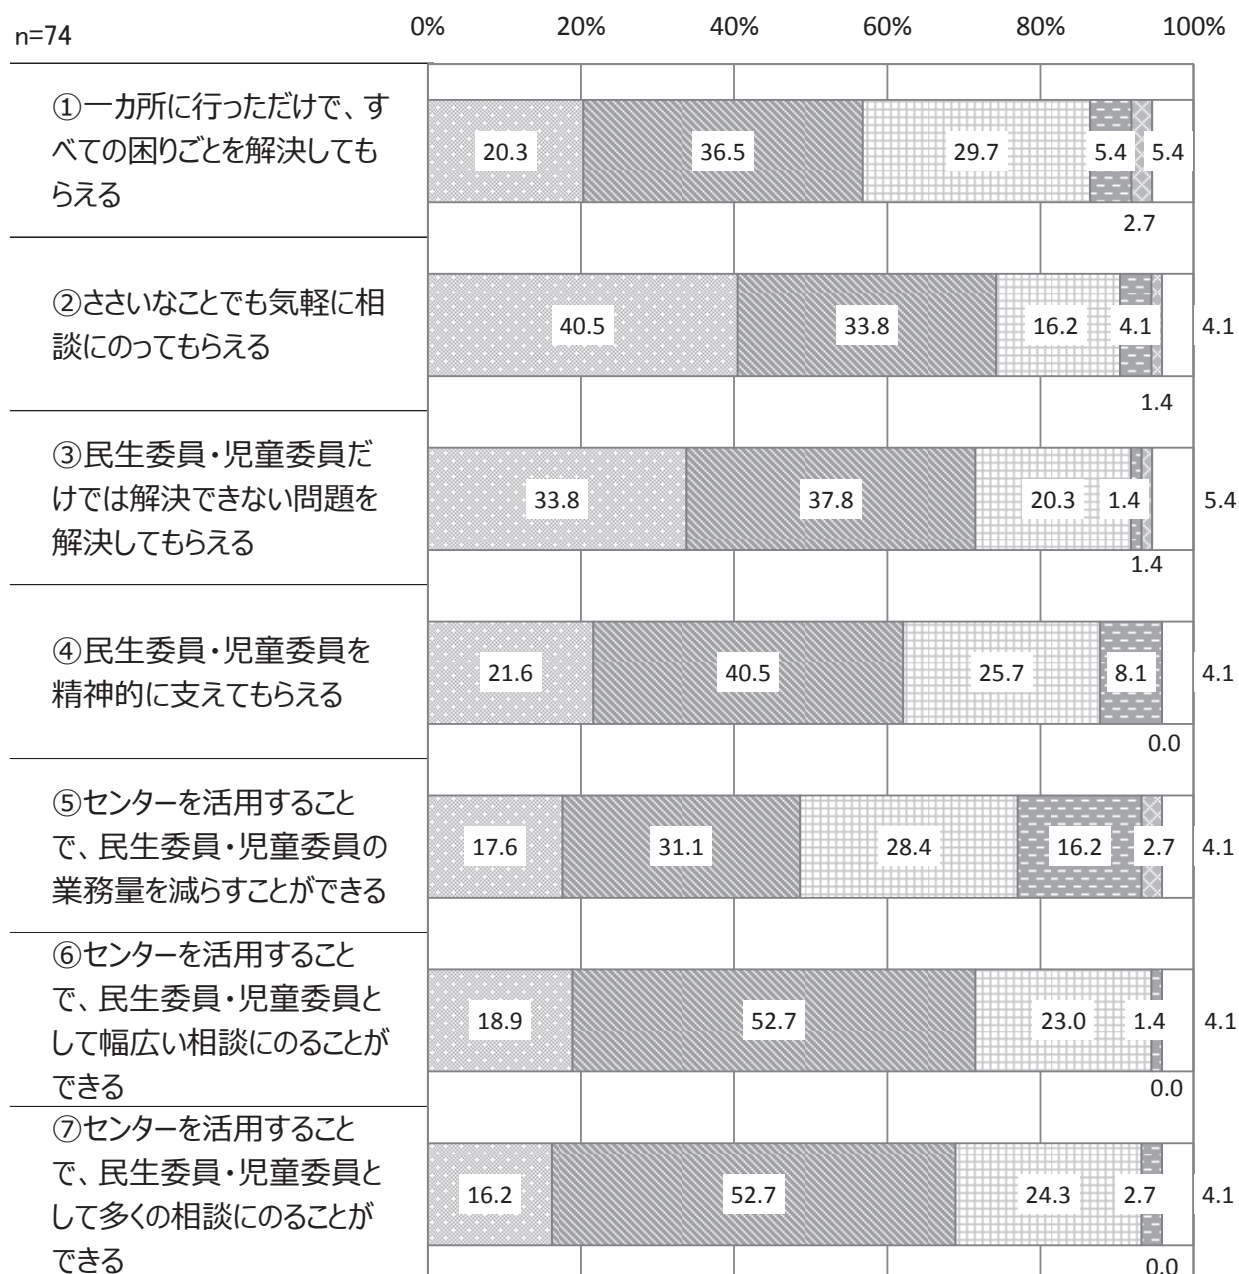 n=74
0% 20% 40% 60% 80% 100%
①一カ所に行っただけで、す
べての困りごとを解決しても
らえる
20.3 36.5 29.7 5.4 5.4
2.7
②ささいなことでも気軽に相
談にのってもらえる
40.5 33.8 16.2 4.1 4.1
1.4
③民生委員・児童委員だ
けでは解決できない問題を
解決してもらえる
33.8 37.8 20.3 1.4 5.4
1.4
④民生委員・児童委員を
精神的に支えてもらえる
21.6 40.5 25.7 8.1 4.1
0.0
⑤センターを活用すること
で、民生委員・児童委員の
業務量を減らすことができる
17.6 31.1 28.4 16.2 2.7 4.1
⑥センターを活用すること
で、民生委員・児童委員と
して幅広い相談にのることが
できる
18.9 52.7 23.0 1.4 4.1
0.0
⑦センターを活用すること
で、民生委員・児童委員と
して多くの相談にのることが
できる
16.2 52.7 24.3 2.7 4.1
0.0